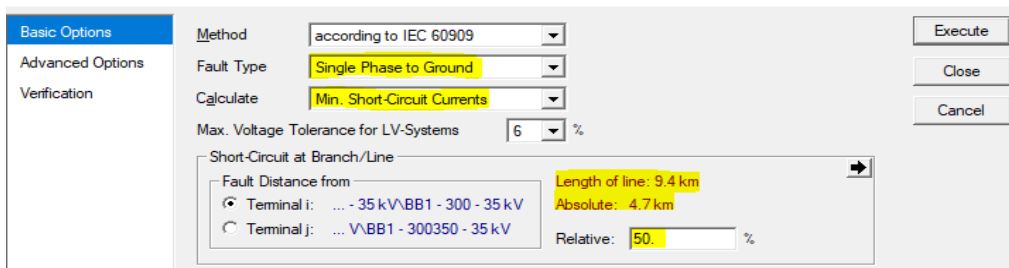 Basic Options
Advanced Options
Verification
Method according to IEC 60909
Fault Type Single Phase to Ground
Calculate Min. Short-Circuit Currents
Max. Voltage Tolerance for LV-Systems 6 %
Short-Circuit at Branch/Line
Fault Distance from
Terminal i: ... - 35 kV\BB1 - 300 - 35 kV
Terminal j: ... V\BB1 - 300350 - 35 kV
Length of line: 9.4 km
Absolute: 4.7 km
Relative: 50. %
Execute
Close
Cancel